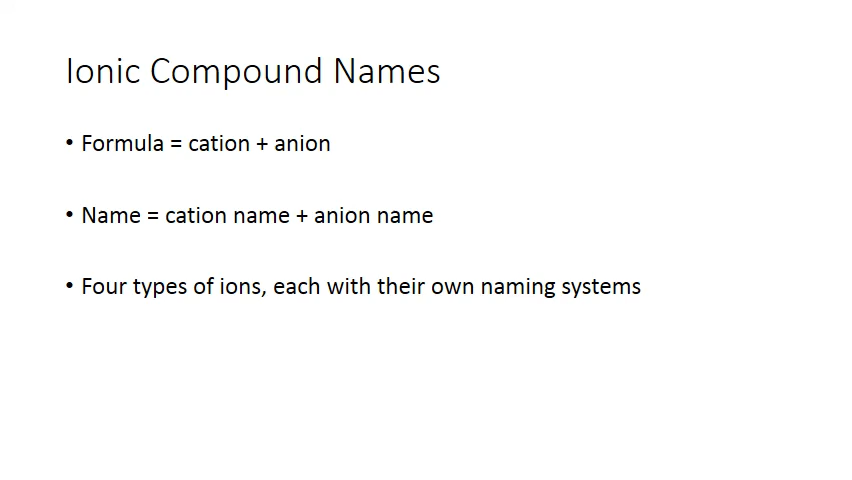 Ionic Compound Names
• Formula = cation + anion
• Name = cation name + anion name
• Four types of ions, each with their own naming systems